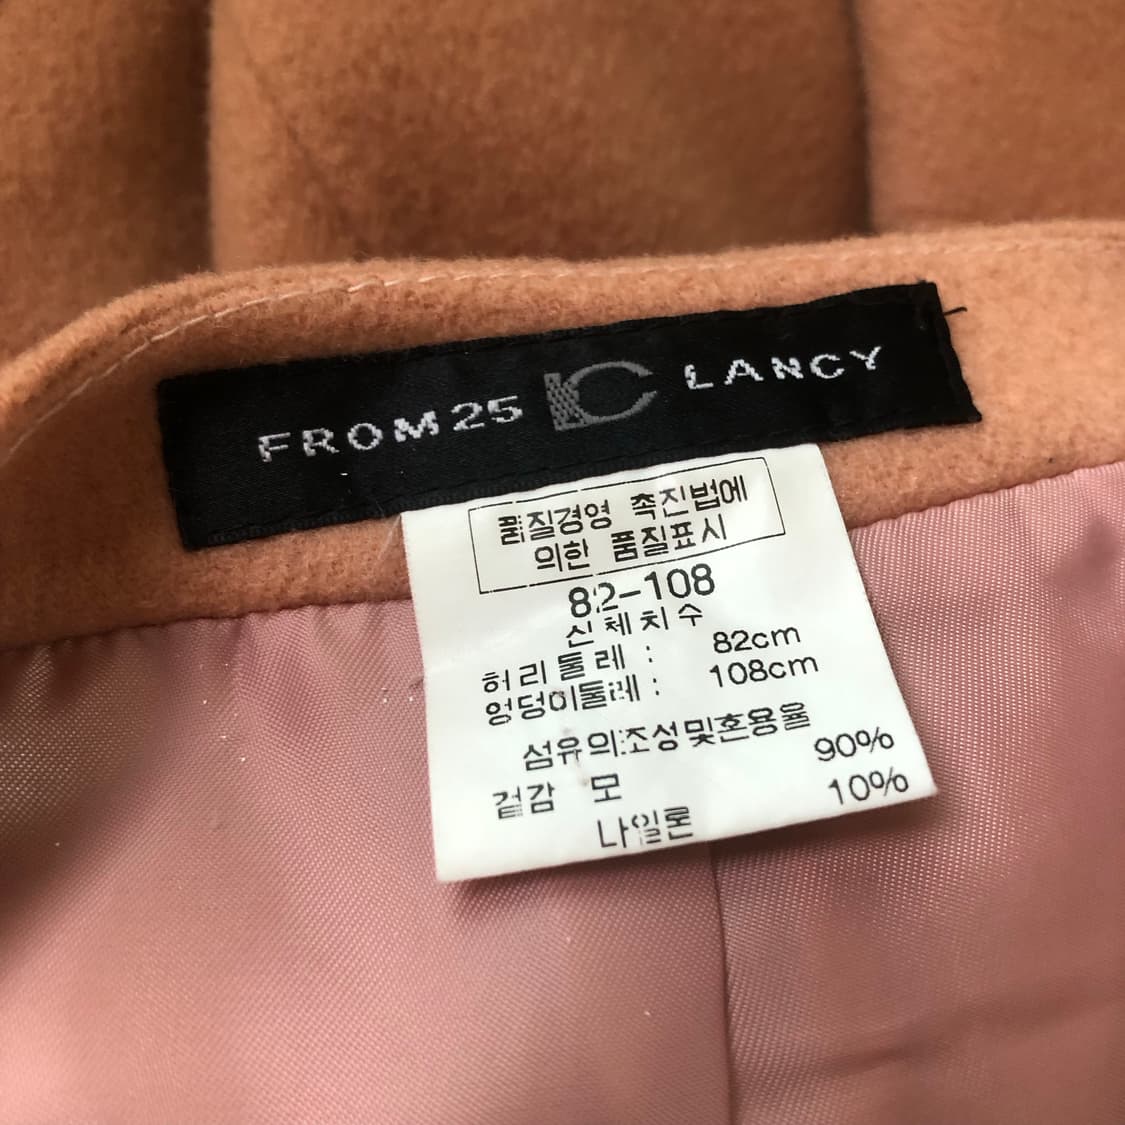 FROM25 LC LANCY
품질경영 촉진법에
의한 품질표시
82-108
신체치수
허리둘레 : 82cm
엉덩이둘레 : 108cm
섬유의조성및혼용율
겉감 모 90%
나일론 10%